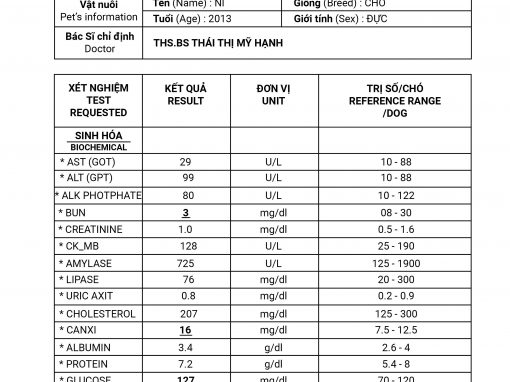 Vật nuôi Tên (Name) : NI Giống (Breed) : CHÓ
Pet's information Tuổi (Age) : 2013 Giới tính (Sex) : ĐỰC
Bác Sĩ chỉ định
Doctor
THS.BS THÁI THỊ MỸ HẠNH
XÉT NGHIỆM KẾT QUẢ ĐƠN VỊ TRỊ SỐ/CHÓ
TEST RESULT UNIT REFERENCE RANGE
REQUESTED /DOG
SINH HÓA
BIOCHEMICAL
* AST (GOT) 29 U/L 10 - 88
* ALT (GPT) 99 U/L 10 - 88
* ALK PHOTPHATE 80 U/L 10 - 122
* BUN 3 mg/dl 08 - 30
* CREATININE 1.0 mg/dl 0.5 - 1.6
* CK_MB 128 U/L 25 - 190
* AMYLASE 725 U/L 125 - 1900
* LIPASE 76 mg/dl 20 - 300
* URIC AXIT 0.8 mg/dl 0.2 - 0.9
* CHOLESTEROL 207 mg/dl 125 - 300
* CANXI 16 mg/dl 7.5 - 12.5
* ALBUMIN 3.4 g/dl 2.6 - 4
* PROTEIN 7.2 g/dl 5.4 - 8
* GLUCOSE 127 mg/dl 70 - 120